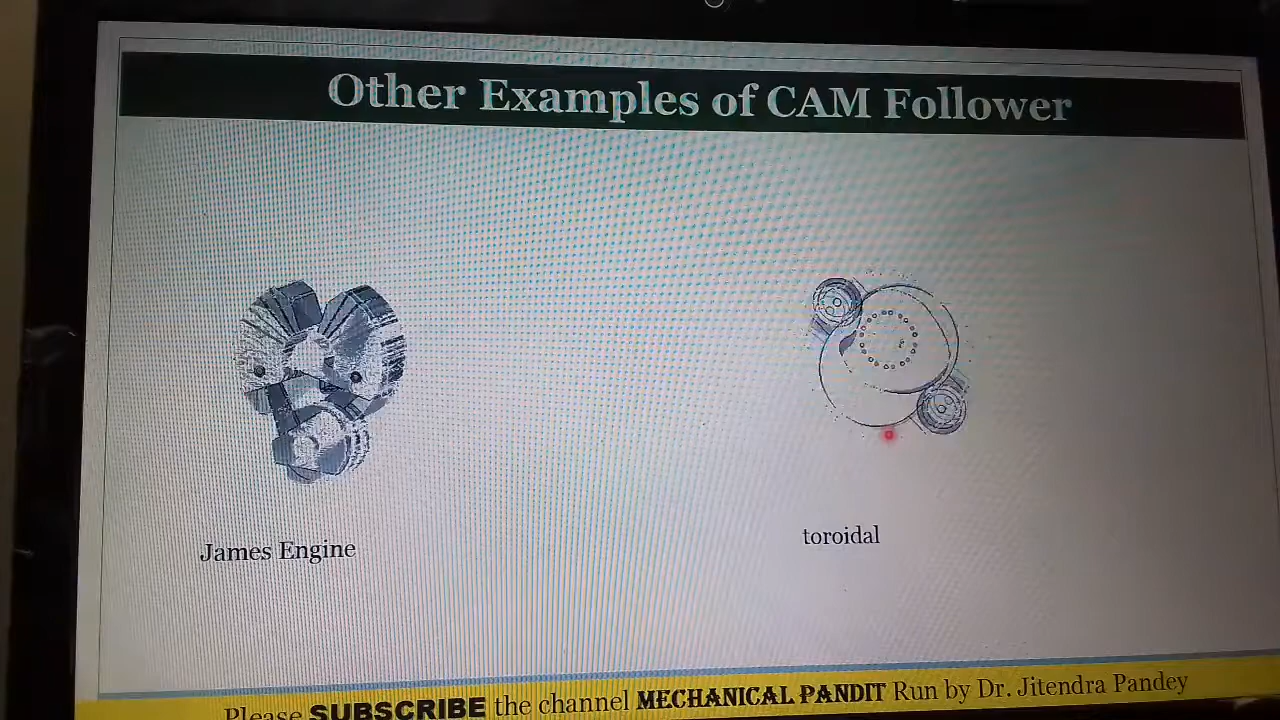 Other Examples of CAM Follower
James Engine
toroidal
Please SUBSCRIBE the channel MECHANICAL PANDIT Run by Dr. Jitendra Pandey